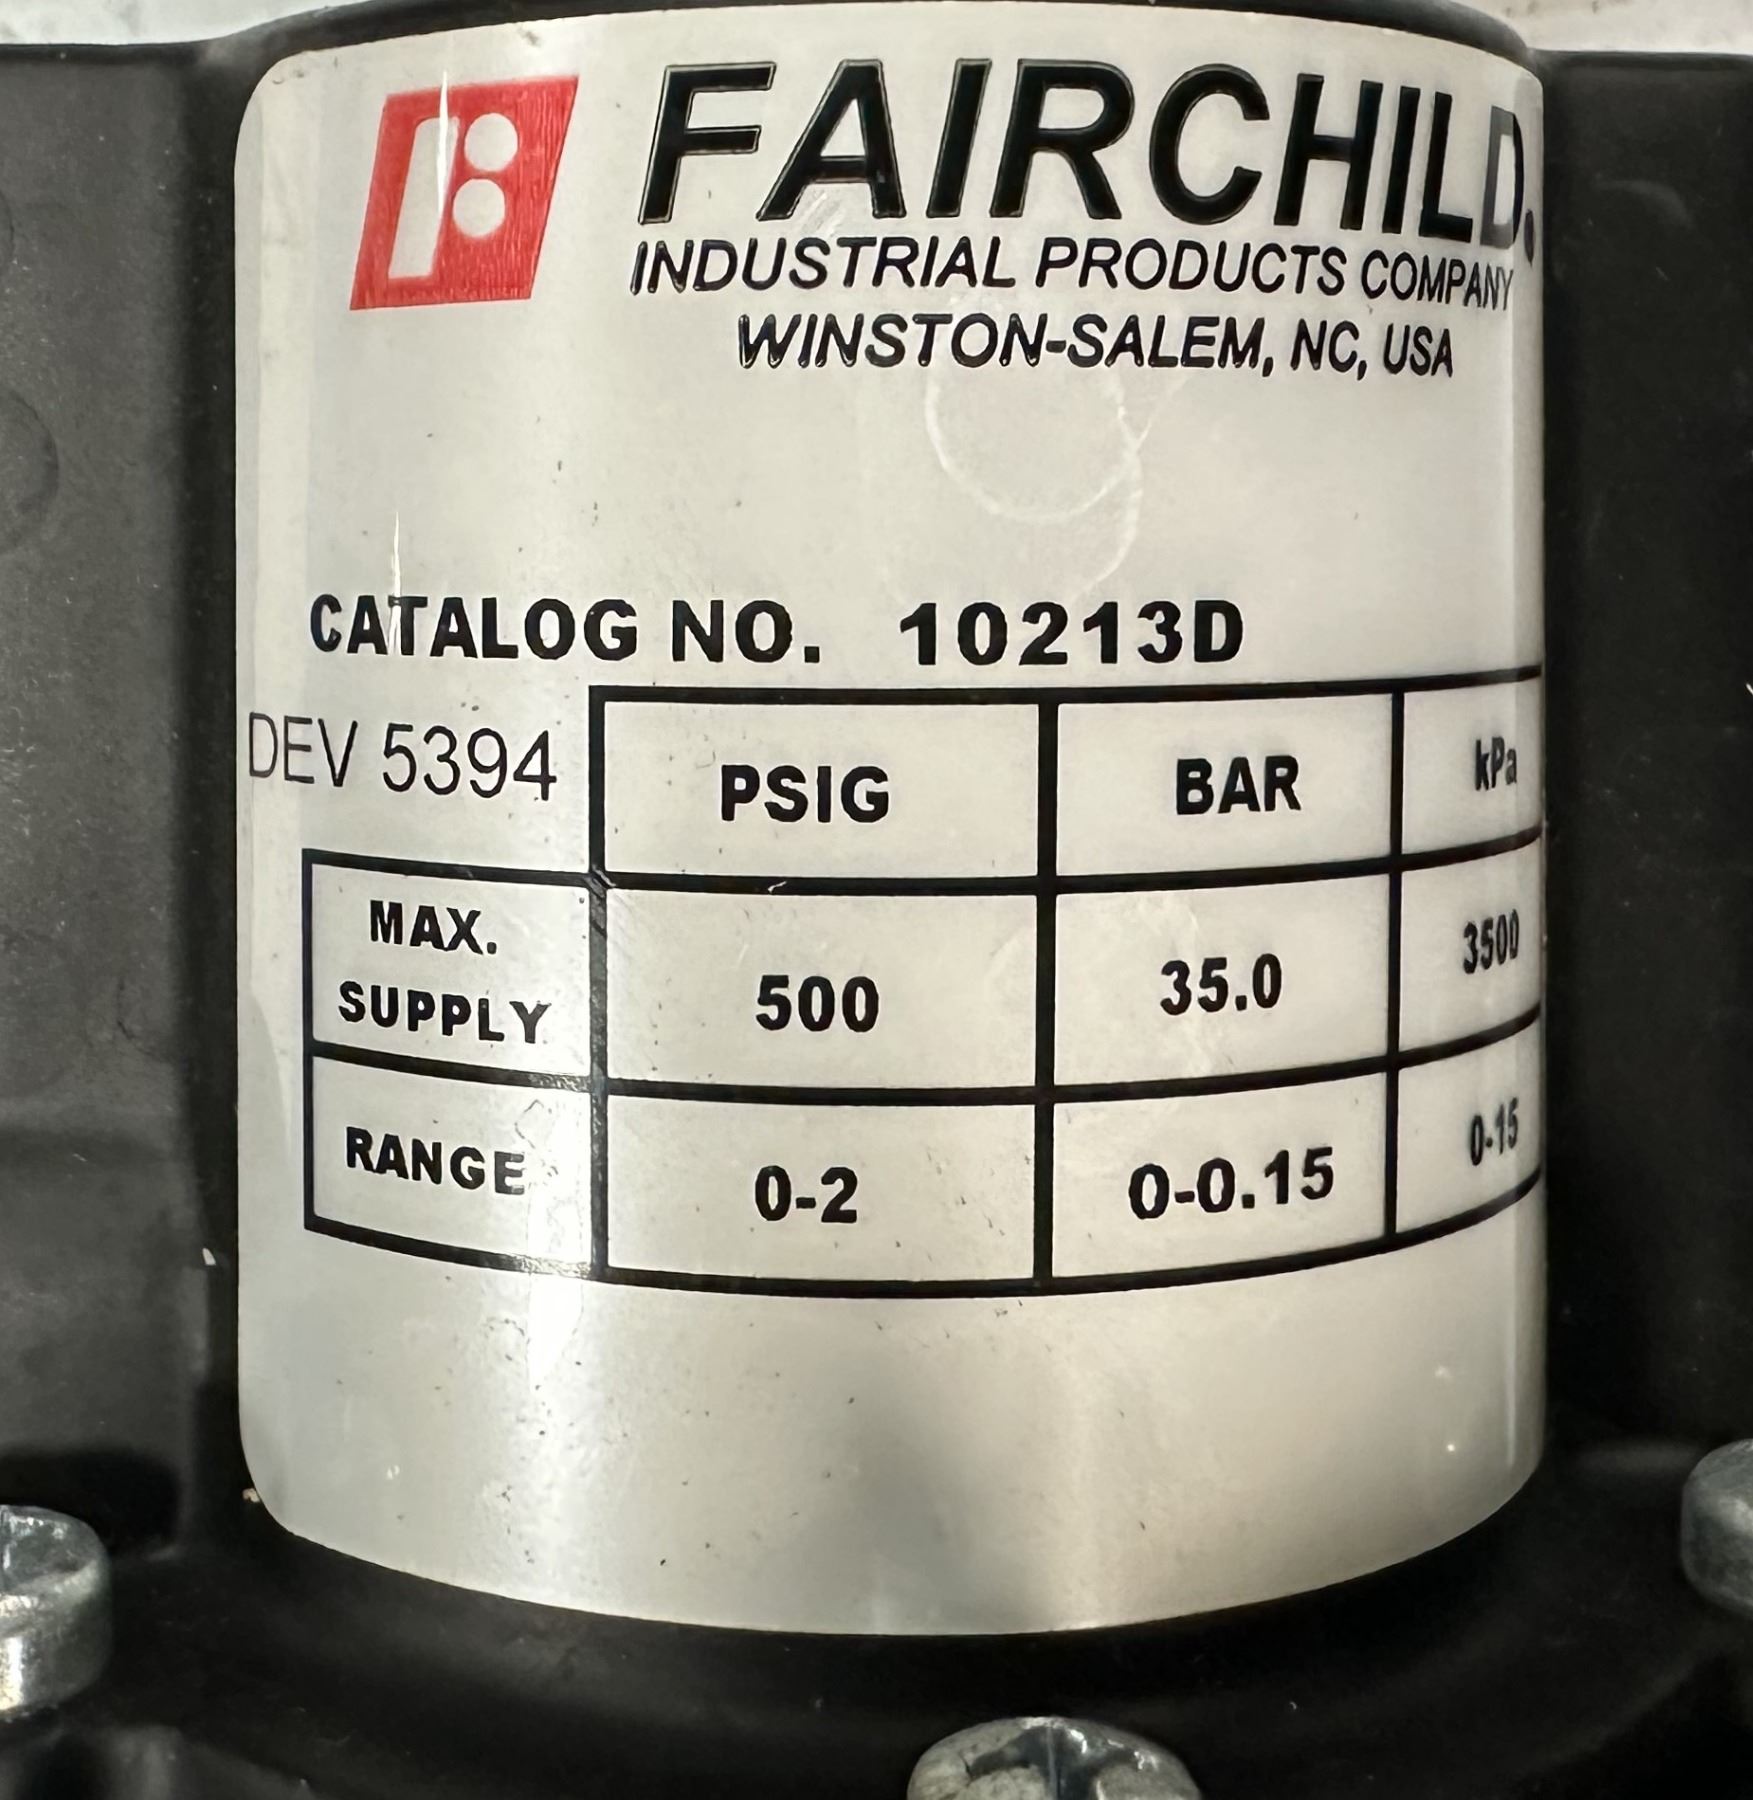 FAIRCHILD.
INDUSTRIAL PRODUCTS COMPANY
WINSTON-SALEM, NC, USA
CATALOG NO. 10213D
DEV 5394
PSIG BAR kPa
MAX. SUPPLY 500 35.0 3500
RANGE 0-2 0-0.15 0-15